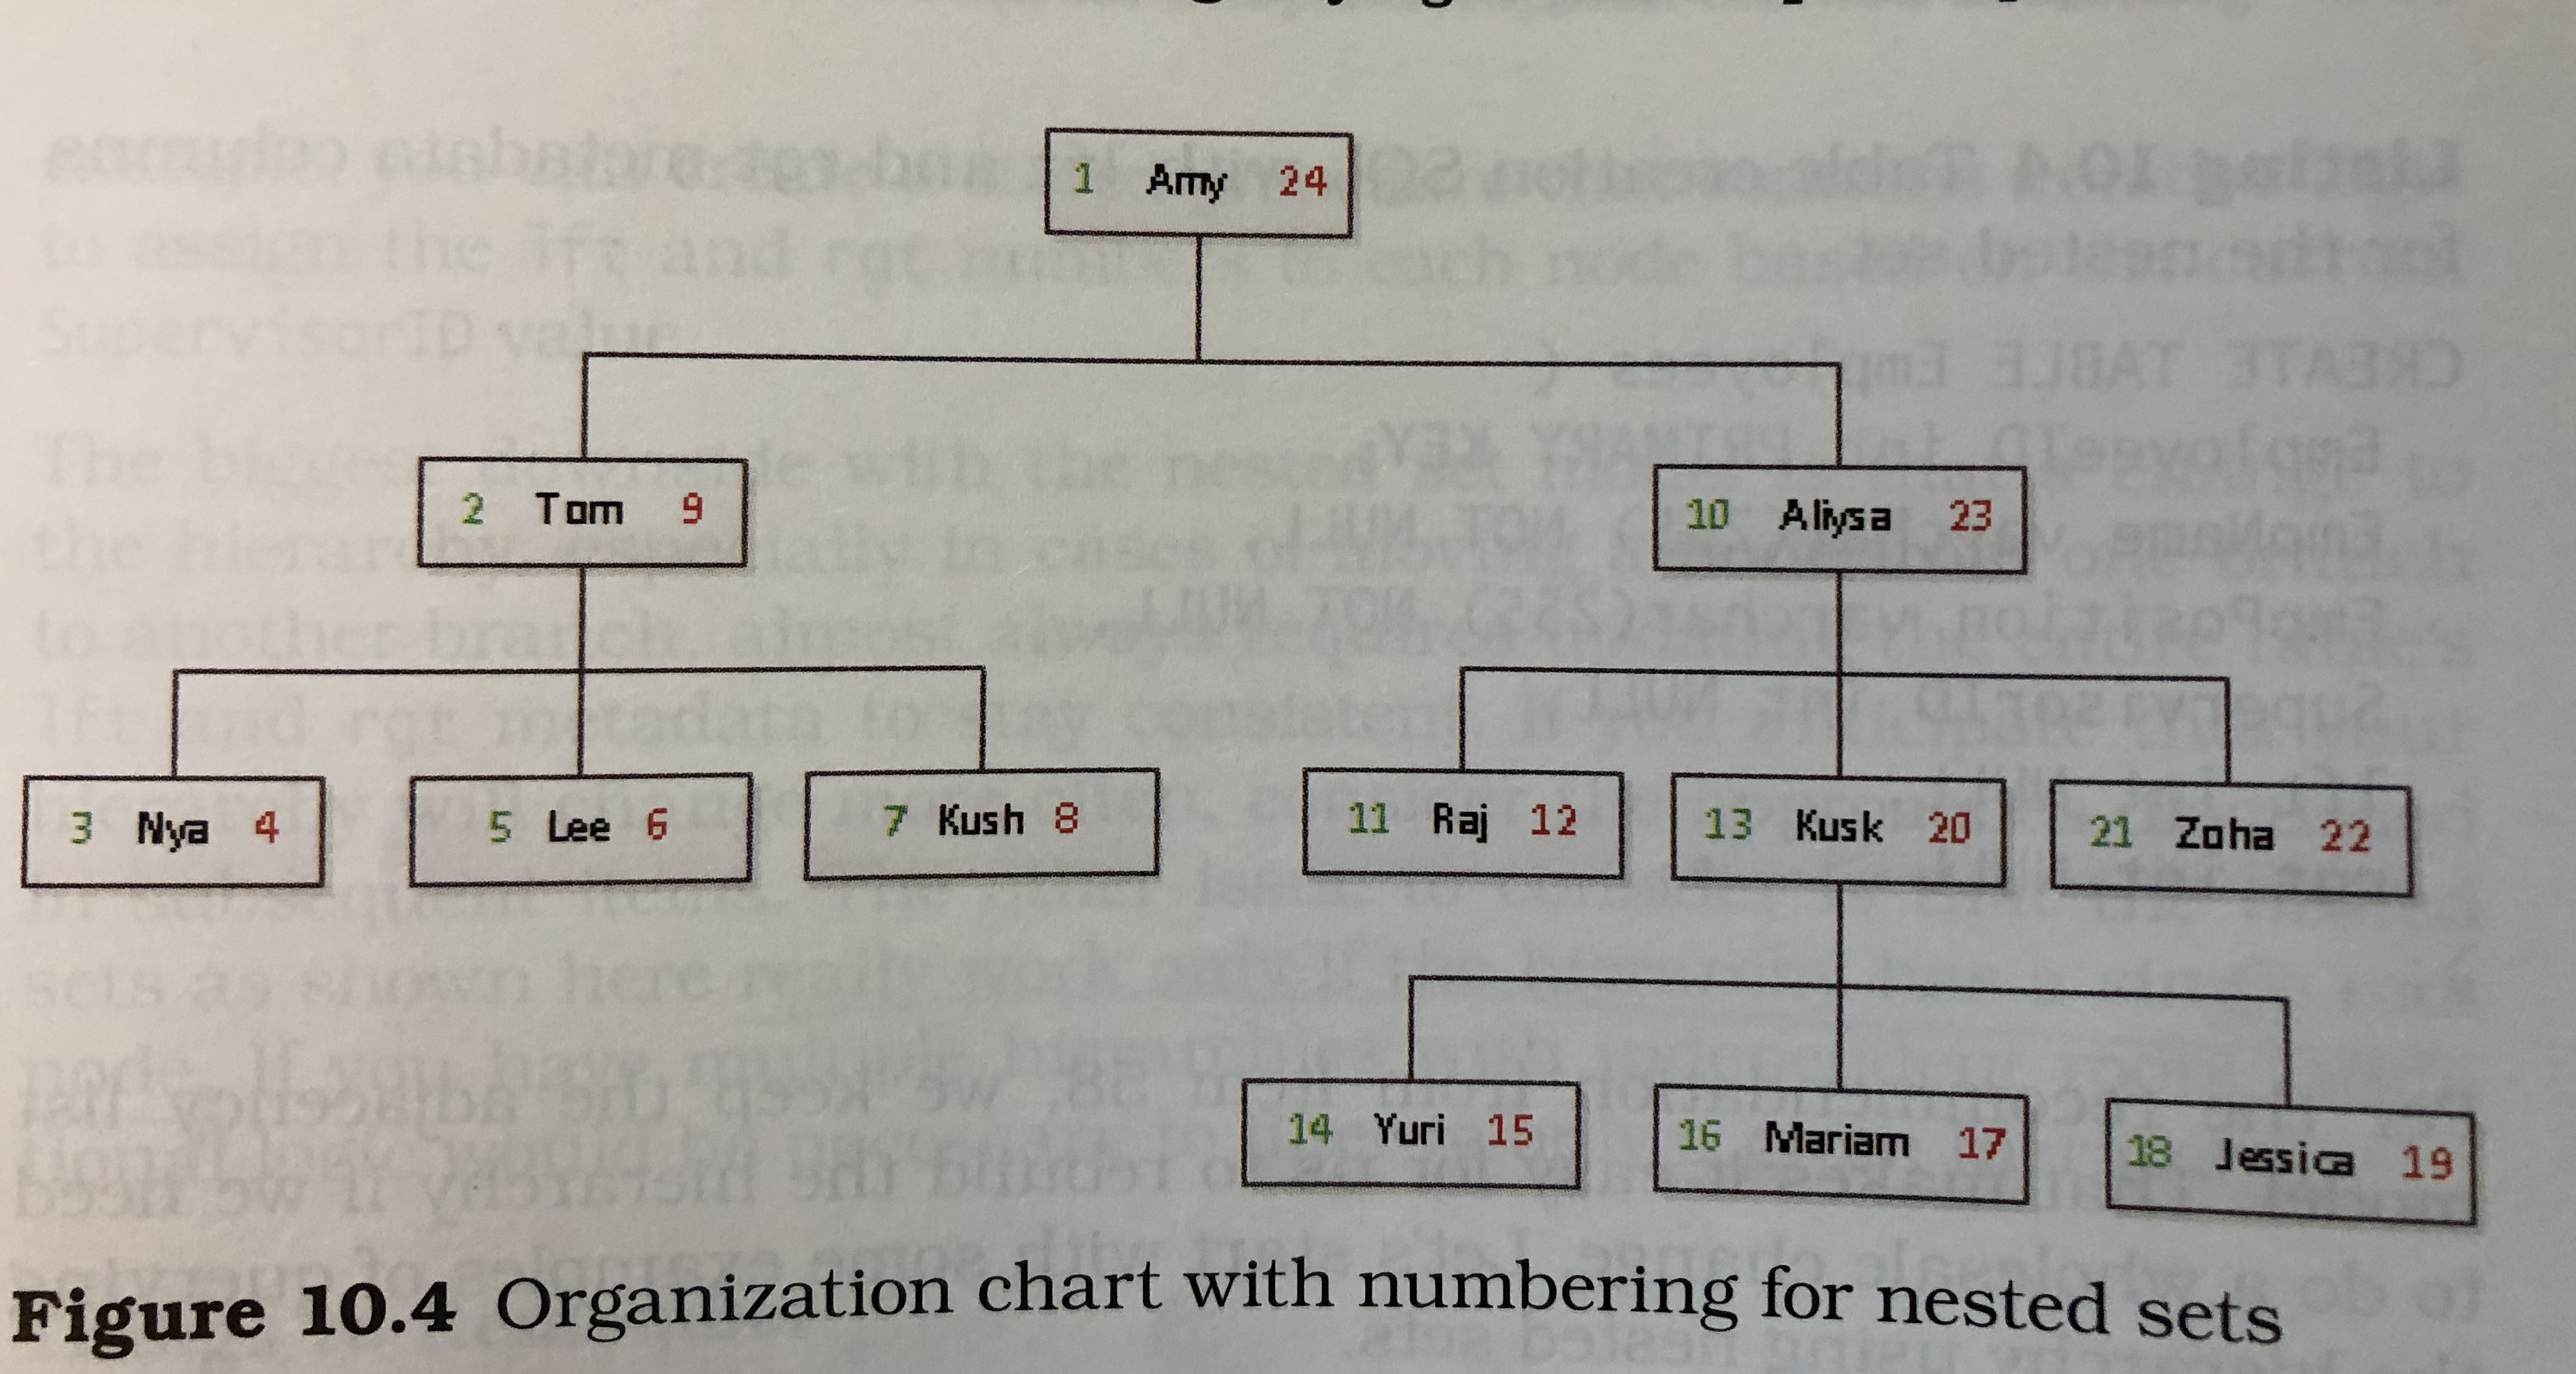 1 Amy 24
2 Tom 9
10 Aliysa 23
3 Nya 4
5 Lee 6
7 Kush 8
11 Raj 12
13 Kusk 20
21 Zoha 22
14 Yuri 15
16 Mariam 17
18 Jessica 19
Figure 10.4 Organization chart with numbering for nested sets